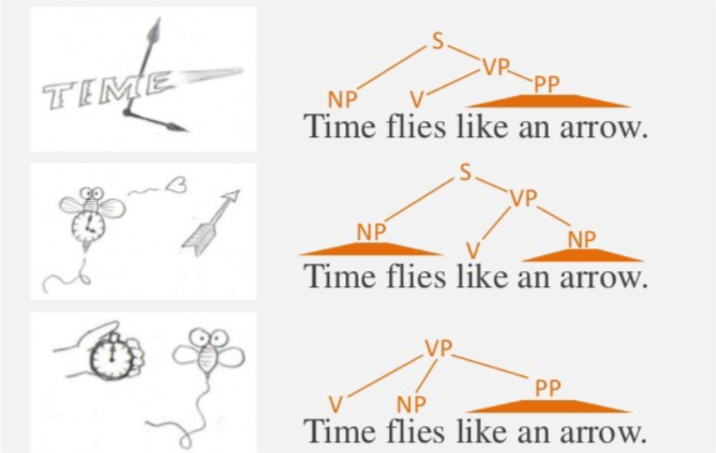 TIME
S
VP
PP
NP V
Time flies like an arrow.
S
VP
NP NP
V
Time flies like an arrow.
VP
PP
V NP
Time flies like an arrow.